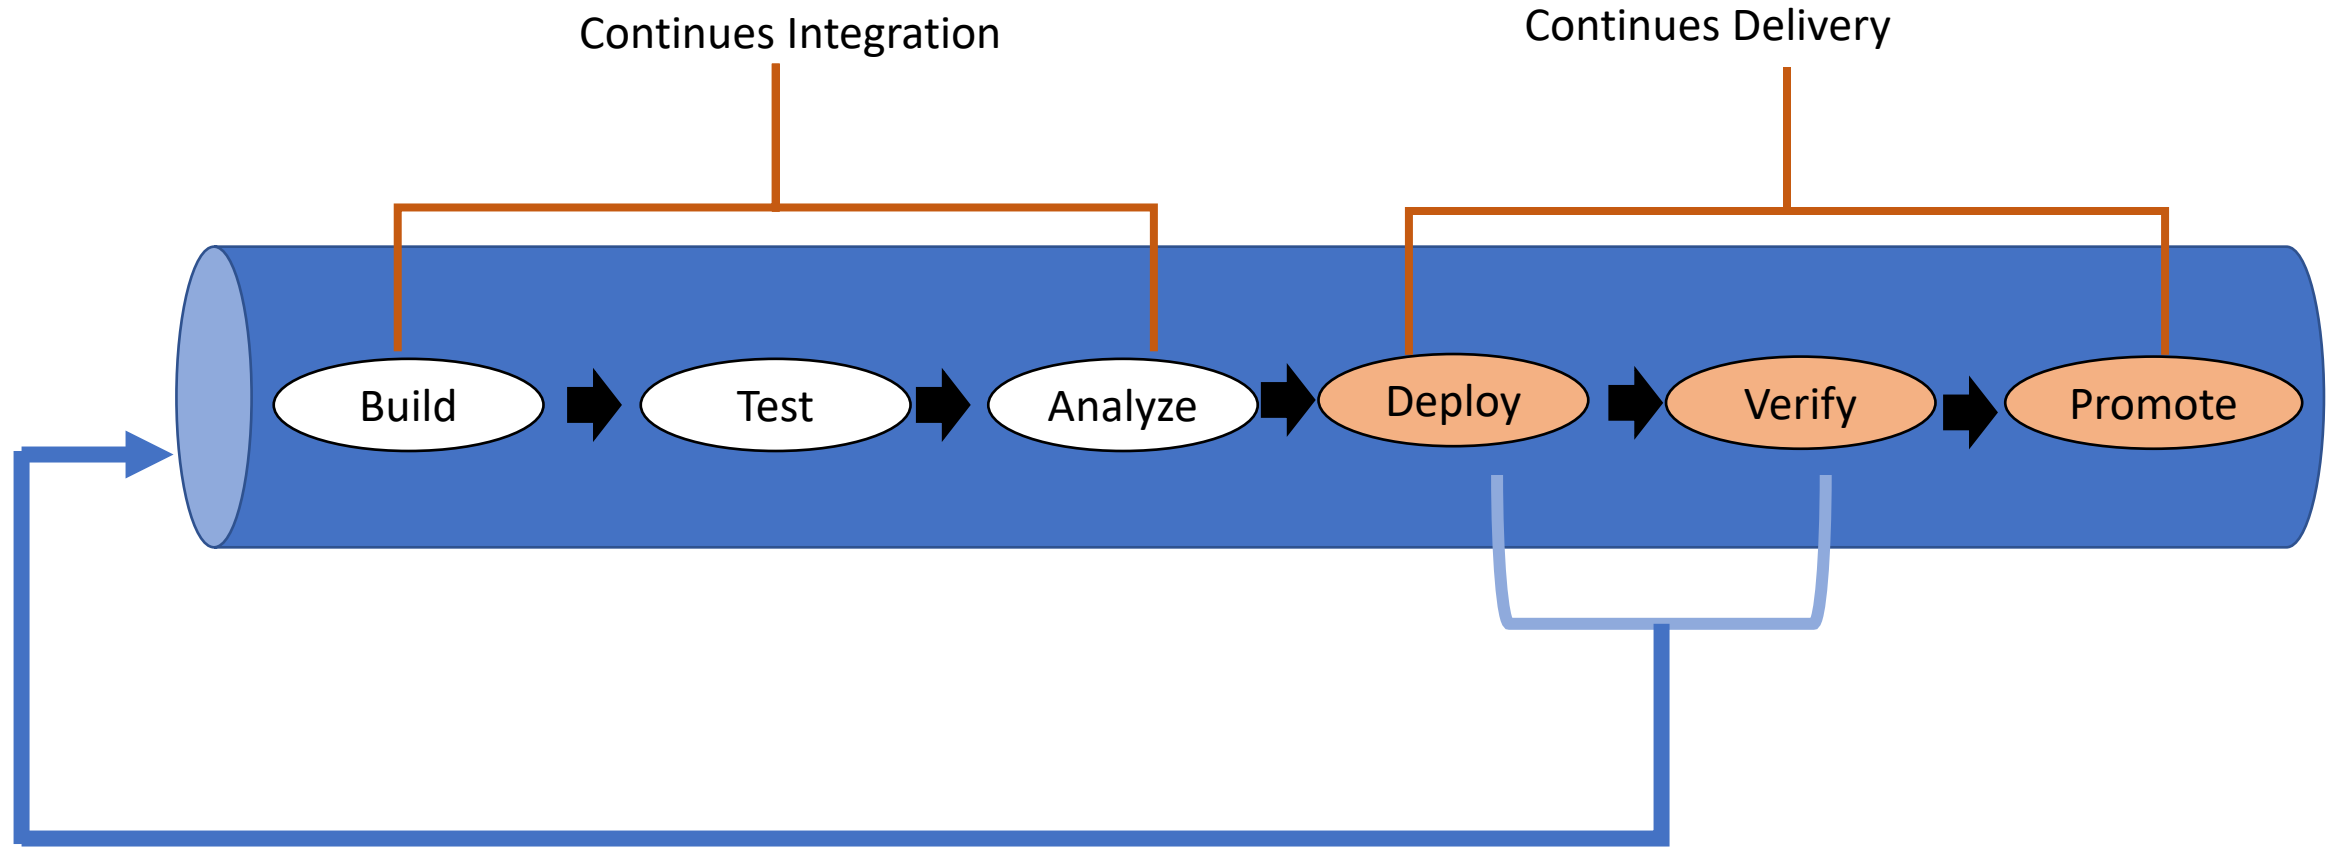 Continues Integration
Continues Delivery
Build
Test
Analyze
Deploy
Verify
Promote